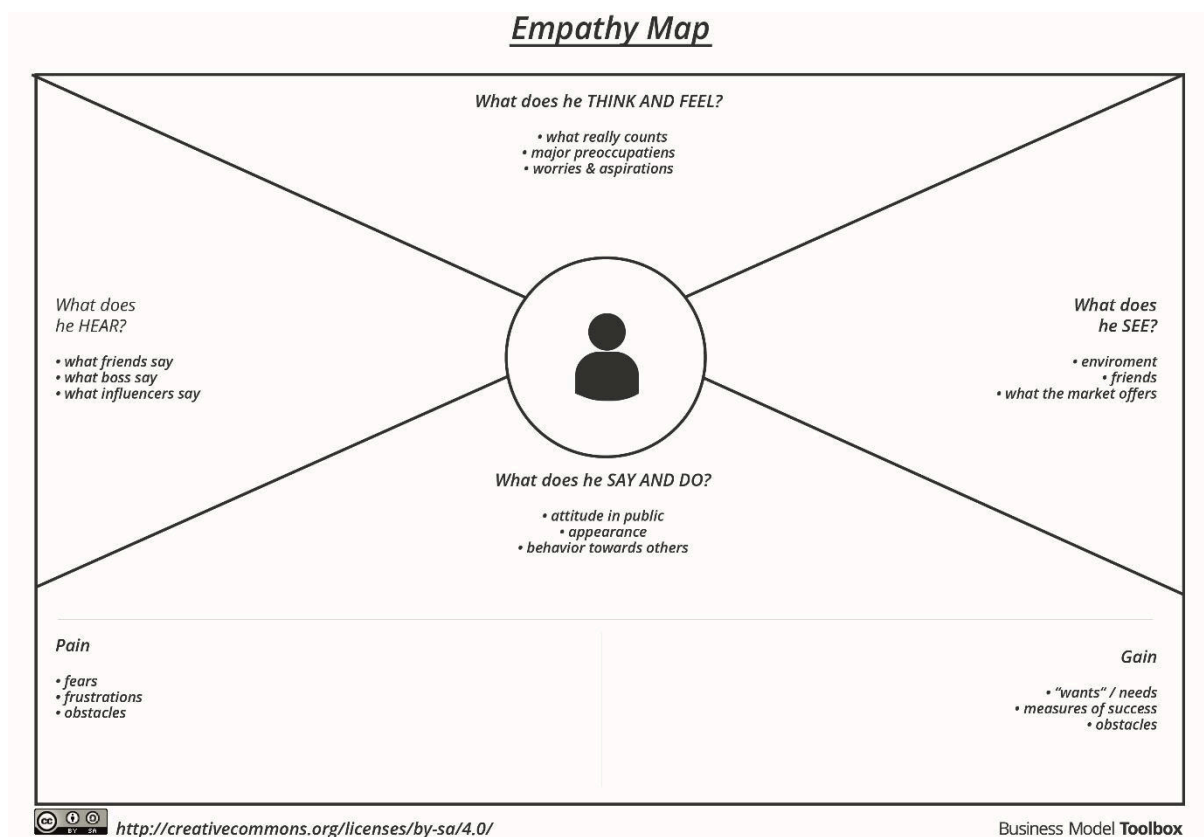 Empathy Map
What does he THINK AND FEEL?
• what really counts
• major preoccupatiens
• worries & aspirations
What does
he HEAR?
• what friends say
• what boss say
• what influencers say
What does
he SEE?
• enviroment
• friends
• what the market offers
What does he SAY AND DO?
• attitude in public
• appearance
• behavior towards others
Pain
• fears
• frustrations
• obstacles
Gain
• “wants“ / needs
• measures of success
• obstacles
cc BY SA http://creativecommons.org/licenses/by-sa/4.0/
Business Model Toolbox